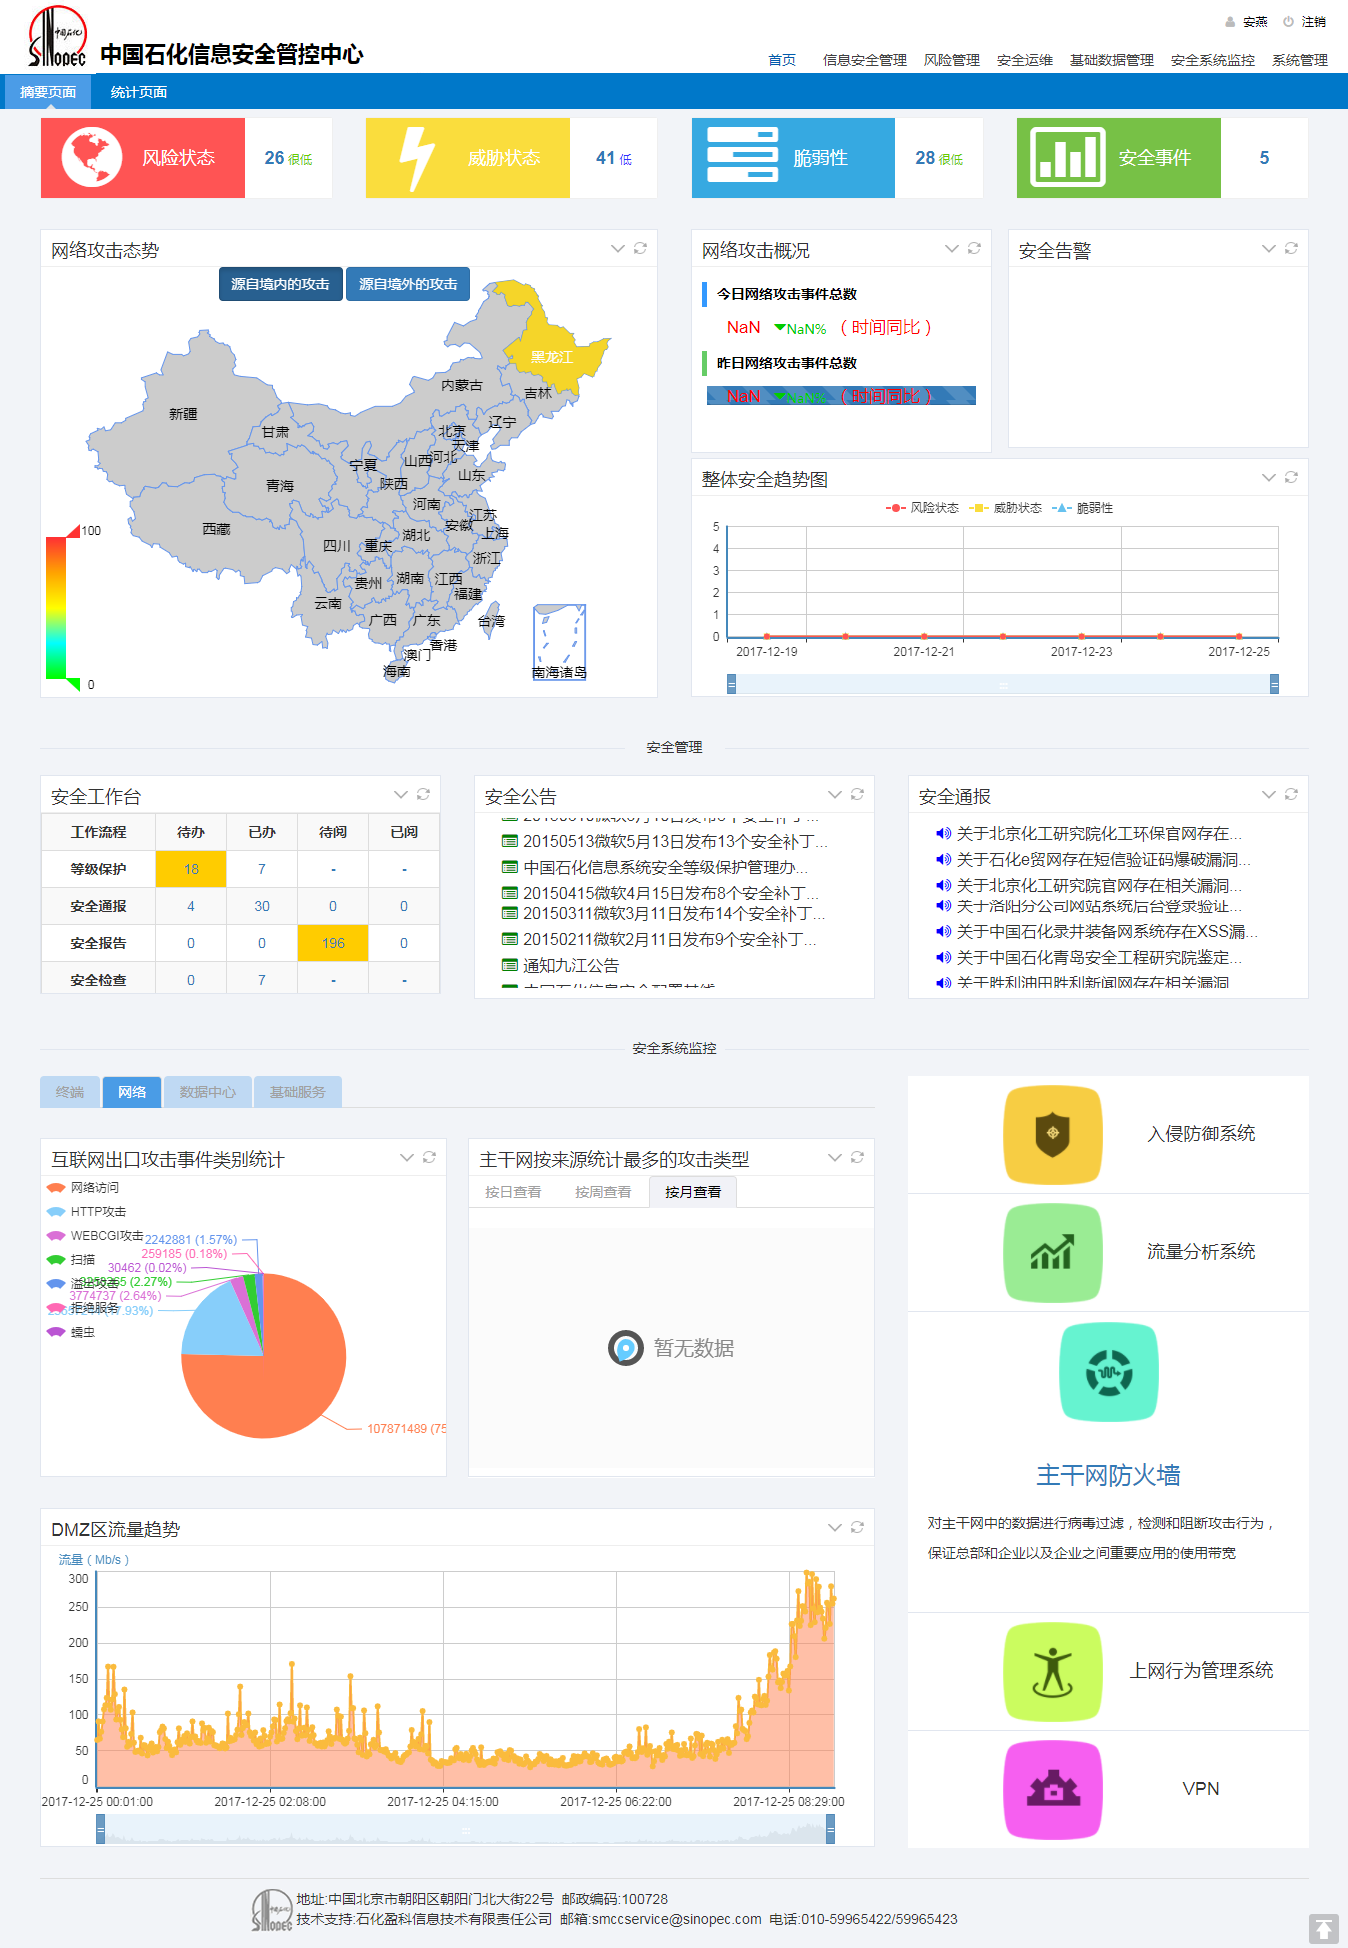 安燕 注销
中国石化
SINOPEC
中国石化信息安全管控中心
首页 信息安全管理 风险管理 安全运维 基础数据管理 安全系统监控 系统管理
摘要页面 统计页面
风险状态 26 很低
威胁状态 41 低
脆弱性 28 很低
安全事件 5
网络攻击态势
源自境内的攻击 源自境外的攻击
黑龙江
内蒙古
吉林
新疆
辽宁
甘肃
北京
天津
宁夏
山西
河北
山东
青海
陕西
河南
江苏
西藏
安徽
上海
四川
重庆
湖北
浙江
贵州
湖南
江西
福建
云南
广西
广东
台湾
香港
澳门
海南
南海诸岛
100
0
网络攻击概况
今日网络攻击事件总数
NaN NaN% （时间同比）
昨日网络攻击事件总数
NaN NaN% （时间同比）
安全告警
整体安全趋势图
风险状态 威胁状态 脆弱性
5
4
3
2
1
0
2017-12-19 2017-12-21 2017-12-23 2017-12-25
安全管理
安全工作台
工作流程 待办 已办 待阅 已阅
等级保护 18 7 - -
安全通报 4 30 0 0
安全报告 0 0 196 0
安全检查 0 7 - -
安全公告
20150513微软5月13日发布13个安全补丁...
中国石化信息系统安全等级保护管理办...
20150415微软4月15日发布8个安全补丁...
20150311微软3月11日发布14个安全补丁...
20150211微软2月11日发布9个安全补丁...
通知九江公告
中国石化信息安全配置基线
安全通报
关于北京化工研究院化工环保官网存在...
关于石化e贸网存在短信验证码爆破漏洞...
关于北京化工研究院官网存在相关漏洞...
关于洛阳分公司网站系统后台登录验证...
关于中国石化录井装备网系统存在XSS漏...
关于中国石化青岛安全工程研究院鉴定...
关于胜利油田胜利新闻网存在相关漏洞
安全系统监控
终端 网络 数据中心 基础服务
互联网出口攻击事件类别统计
网络访问
HTTP攻击
WEBCGI攻击
扫描
溢出攻击
拒绝服务
蠕虫
2242881 (1.57%)
259185 (0.18%)
30462 (0.02%)
3774737 (2.64%)
107871489 (75
主干网按来源统计最多的攻击类型
按日查看 按周查看 按月查看
暂无数据
入侵防御系统
流量分析系统
主干网防火墙
对主干网中的数据进行病毒过滤，检测和阻断攻击行为，
保证总部和企业以及企业之间重要应用的使用带宽
上网行为管理系统
VPN
DMZ区流量趋势
流量（Mb/s）
300
250
200
150
100
50
0
2017-12-25 00:01:00 2017-12-25 02:08:00 2017-12-25 04:15:00 2017-12-25 06:22:00 2017-12-25 08:29:00
中国石化
SINOPEC
地址:中国北京市朝阳区朝阳门北大街22号 邮政编码:100728
技术支持:石化盈科信息技术有限责任公司 邮箱:smccservice@sinopec.com 电话:010-59965422/59965423